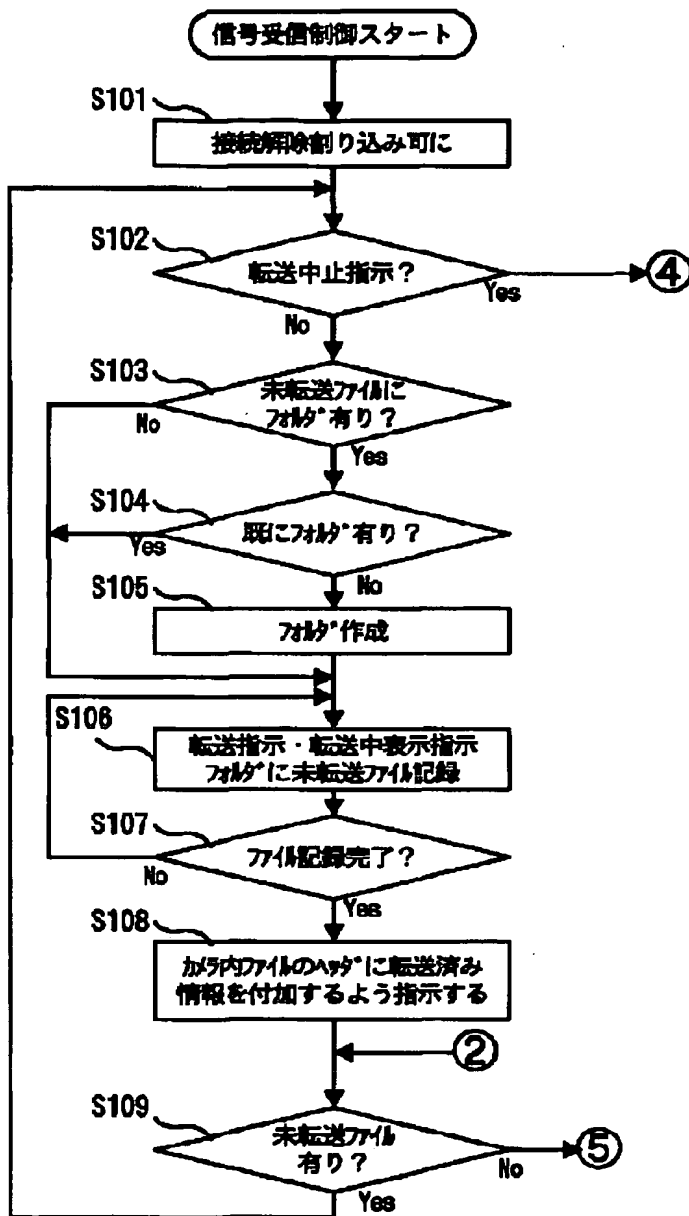 信号受信制御スタート
S101
接続解除割り込み可に
S102
転送中止指示？
Yes
④
No
S103
未転送ファイルに
フォルダ有り？
No
Yes
S104
既にフォルダ有り？
Yes
No
S105
フォルダ作成
S106
転送指示・転送中表示指示
フォルダに未転送ファイル記録
S107
ファイル記録完了？
No
Yes
S108
カメラ内ファイルのヘッダに転送済み
情報を付加するよう指示する
②
S109
未転送ファイル
有り？
No
⑤
Yes